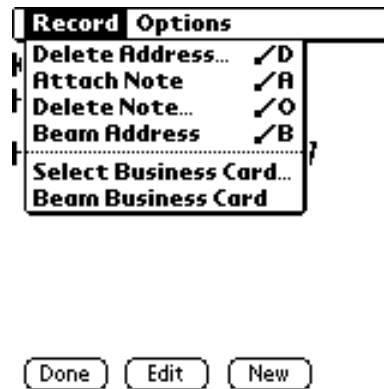 Record Options
Delete Address... ⁄D
Attach Note ⁄A
Delete Note... ⁄O
Beam Address ⁄B
Select Business Card...
Beam Business Card
Done Edit New